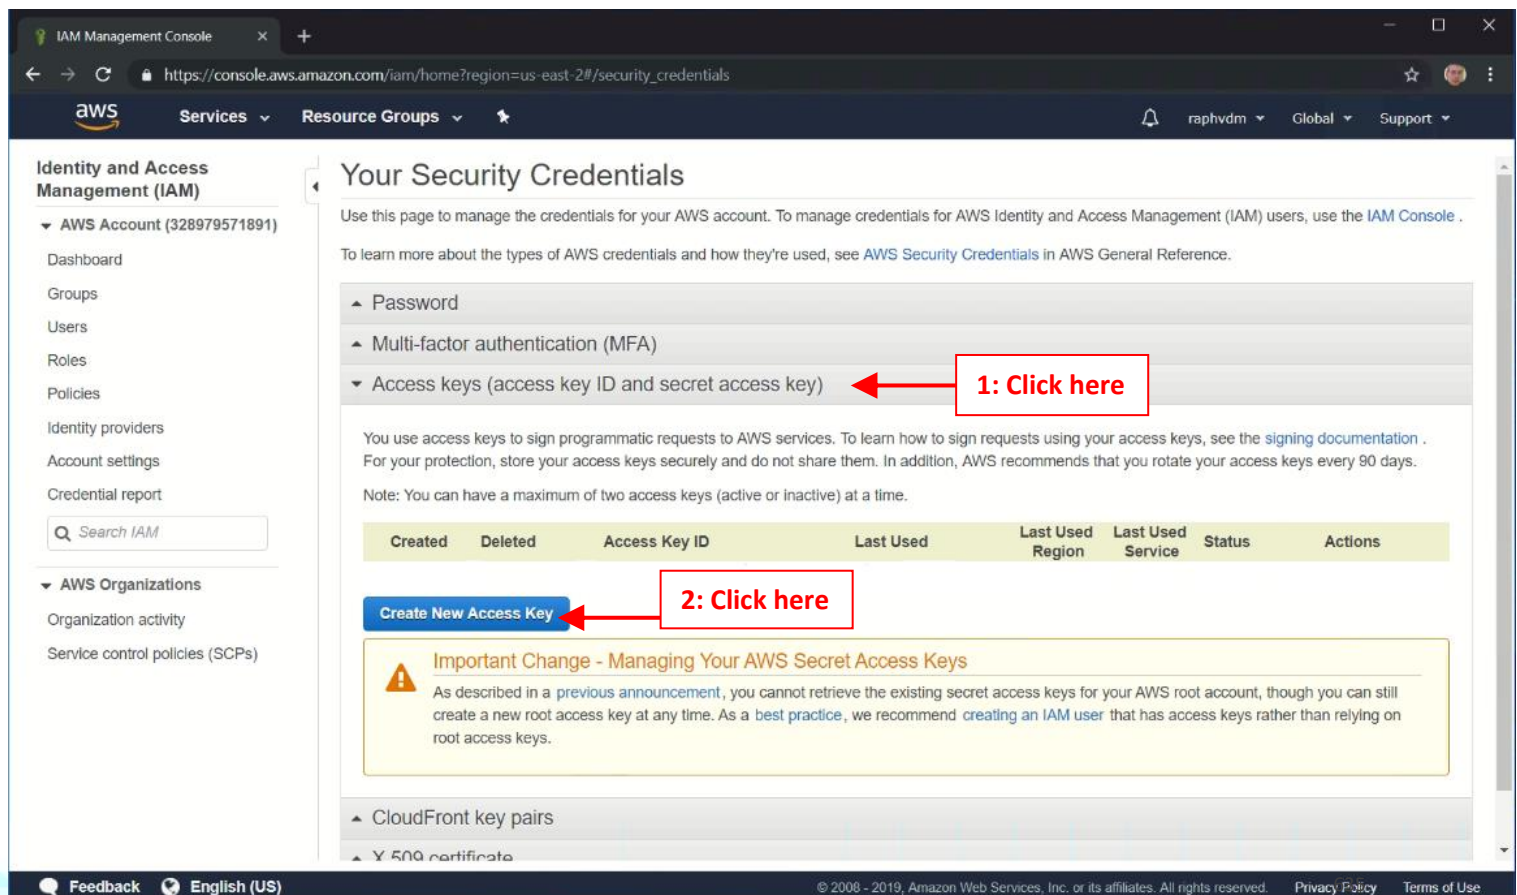 IAM Management Console
https://console.aws.amazon.com/iam/home?region=us-east-2#/security_credentials
aws
Services
Resource Groups
raphvdm
Global
Support
Identity and Access
Management (IAM)
AWS Account (328979571891)
Dashboard
Groups
Users
Roles
Policies
Identity providers
Account settings
Credential report
Search IAM
AWS Organizations
Organization activity
Service control policies (SCPs)
Your Security Credentials
Use this page to manage the credentials for your AWS account. To manage credentials for AWS Identity and Access Management (IAM) users, use the IAM Console .
To learn more about the types of AWS credentials and how they're used, see AWS Security Credentials in AWS General Reference.
Password
Multi-factor authentication (MFA)
Access keys (access key ID and secret access key)
1: Click here
You use access keys to sign programmatic requests to AWS services. To learn how to sign requests using your access keys, see the signing documentation .
For your protection, store your access keys securely and do not share them. In addition, AWS recommends that you rotate your access keys every 90 days.
Note: You can have a maximum of two access keys (active or inactive) at a time.
Created Deleted Access Key ID Last Used Last Used Region Last Used Service Status Actions
Create New Access Key
2: Click here
Important Change - Managing Your AWS Secret Access Keys
As described in a previous announcement, you cannot retrieve the existing secret access keys for your AWS root account, though you can still
create a new root access key at any time. As a best practice, we recommend creating an IAM user that has access keys rather than relying on
root access keys.
CloudFront key pairs
X.509 certificate
Feedback
English (US)
© 2008 - 2019, Amazon Web Services, Inc. or its affiliates. All rights reserved.
Privacy Policy
Terms of Use